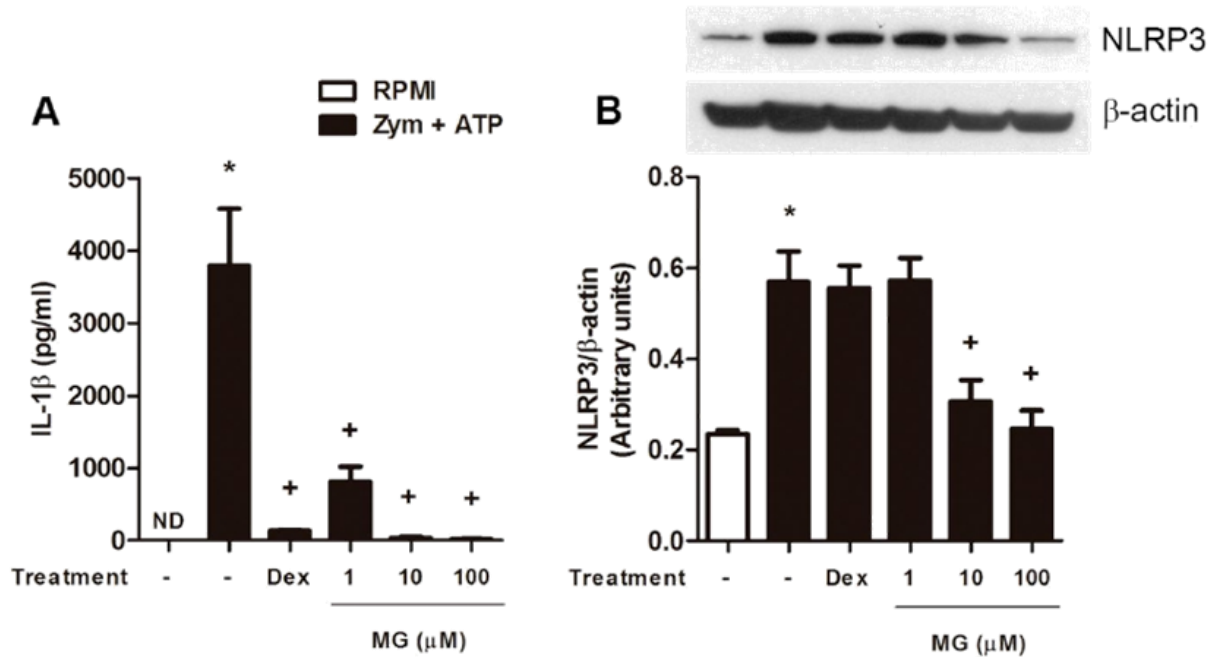 A
RPMI
Zym + ATP
*
5000
4000
3000
2000
1000
0
IL-1β (pg/ml)
ND
+
+
+
+
Treatment - - Dex 1 10 100
MG (μM)
B
NLRP3
β-actin
0.8
0.6
0.4
0.2
0.0
NLRP3/β-actin
(Arbitrary units)
*
+
+
Treatment - - Dex 1 10 100
MG (μM)